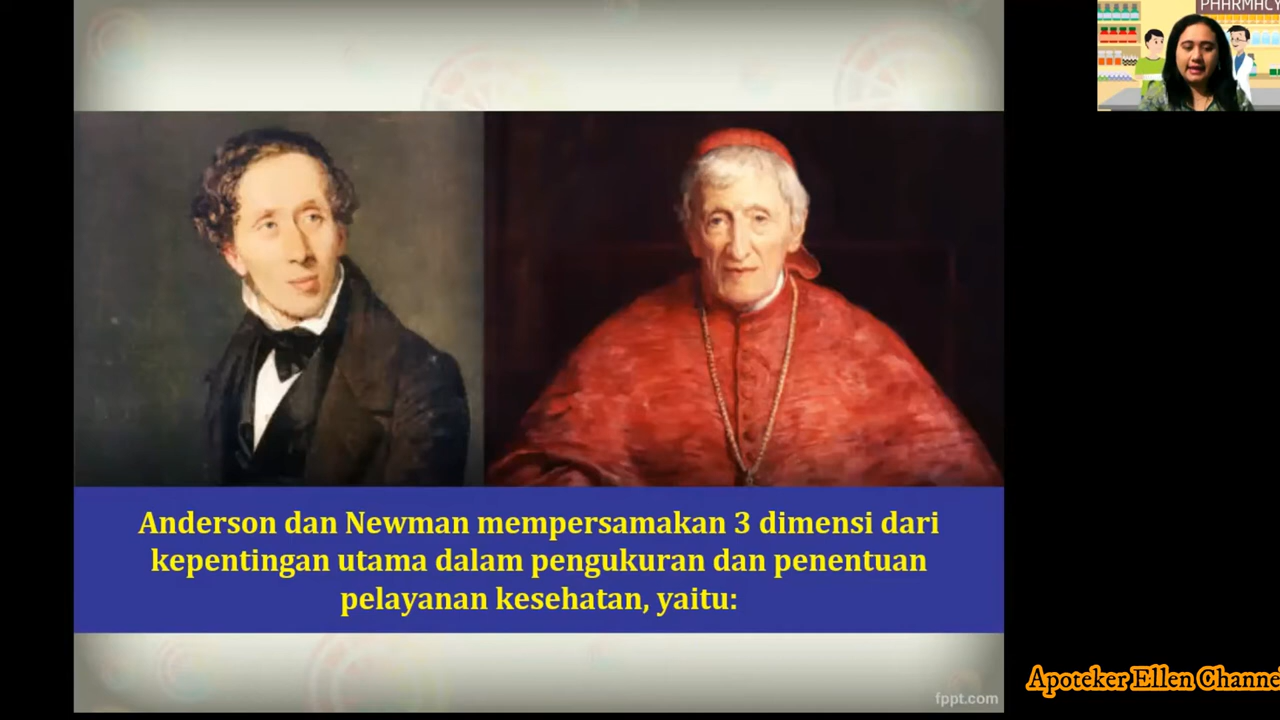 PHARMACY
Anderson dan Newman mempersamakan 3 dimensi dari
kepentingan utama dalam pengukuran dan penentuan
pelayanan kesehatan, yaitu:
fppt.com
Apoteker Ellen Channe